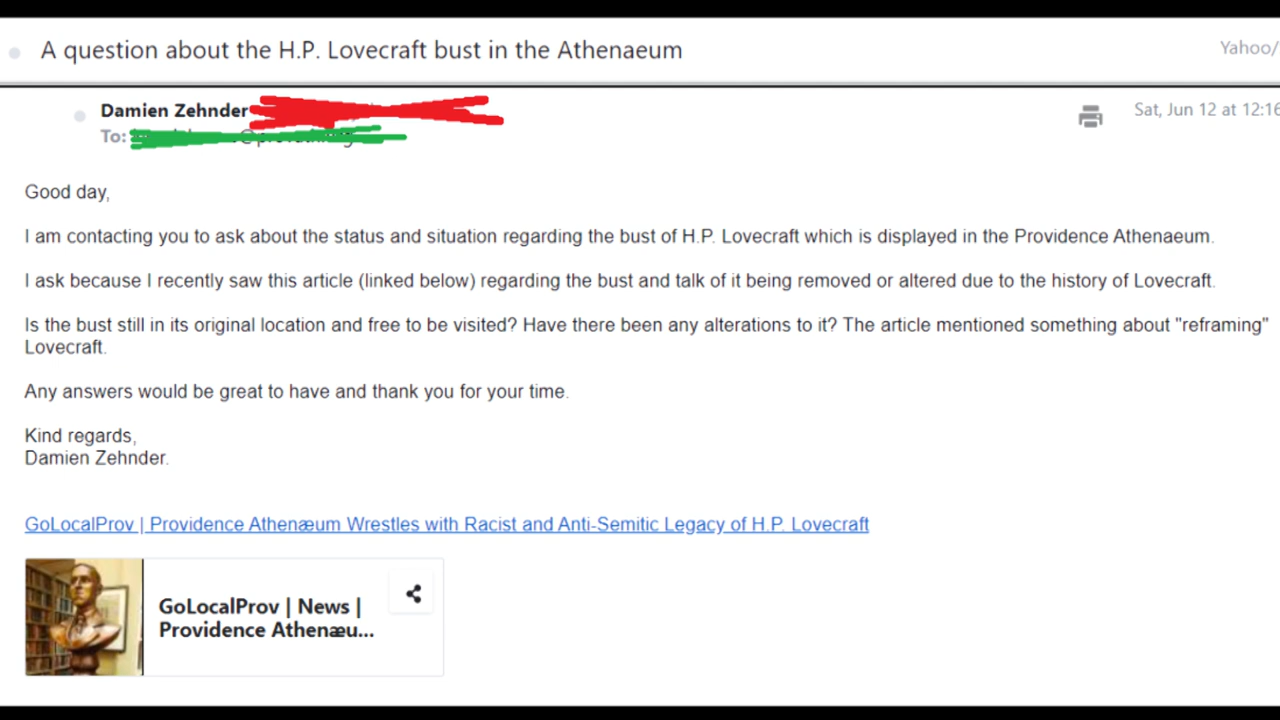 A question about the H.P. Lovecraft bust in the Athenaeum
Yahoo/
Damien Zehnder
Sat, Jun 12 at 12:16
To:
Good day,
I am contacting you to ask about the status and situation regarding the bust of H.P. Lovecraft which is displayed in the Providence Athenaeum.
I ask because I recently saw this article (linked below) regarding the bust and talk of it being removed or altered due to the history of Lovecraft.
Is the bust still in its original location and free to be visited? Have there been any alterations to it? The article mentioned something about "reframing"
Lovecraft.
Any answers would be great to have and thank you for your time.
Kind regards,
Damien Zehnder.
GoLocalProv | Providence Athenæum Wrestles with Racist and Anti-Semitic Legacy of H.P. Lovecraft
GoLocalProv | News |
Providence Athenæu...